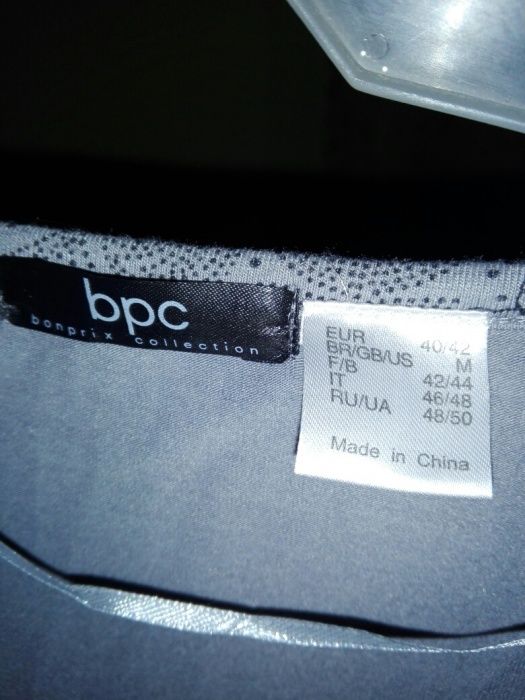 bpc
bonprix collection
EUR 40/42
BR/GB/US M
F/B 42/44
IT 46/48
RU/UA 48/50
Made in China